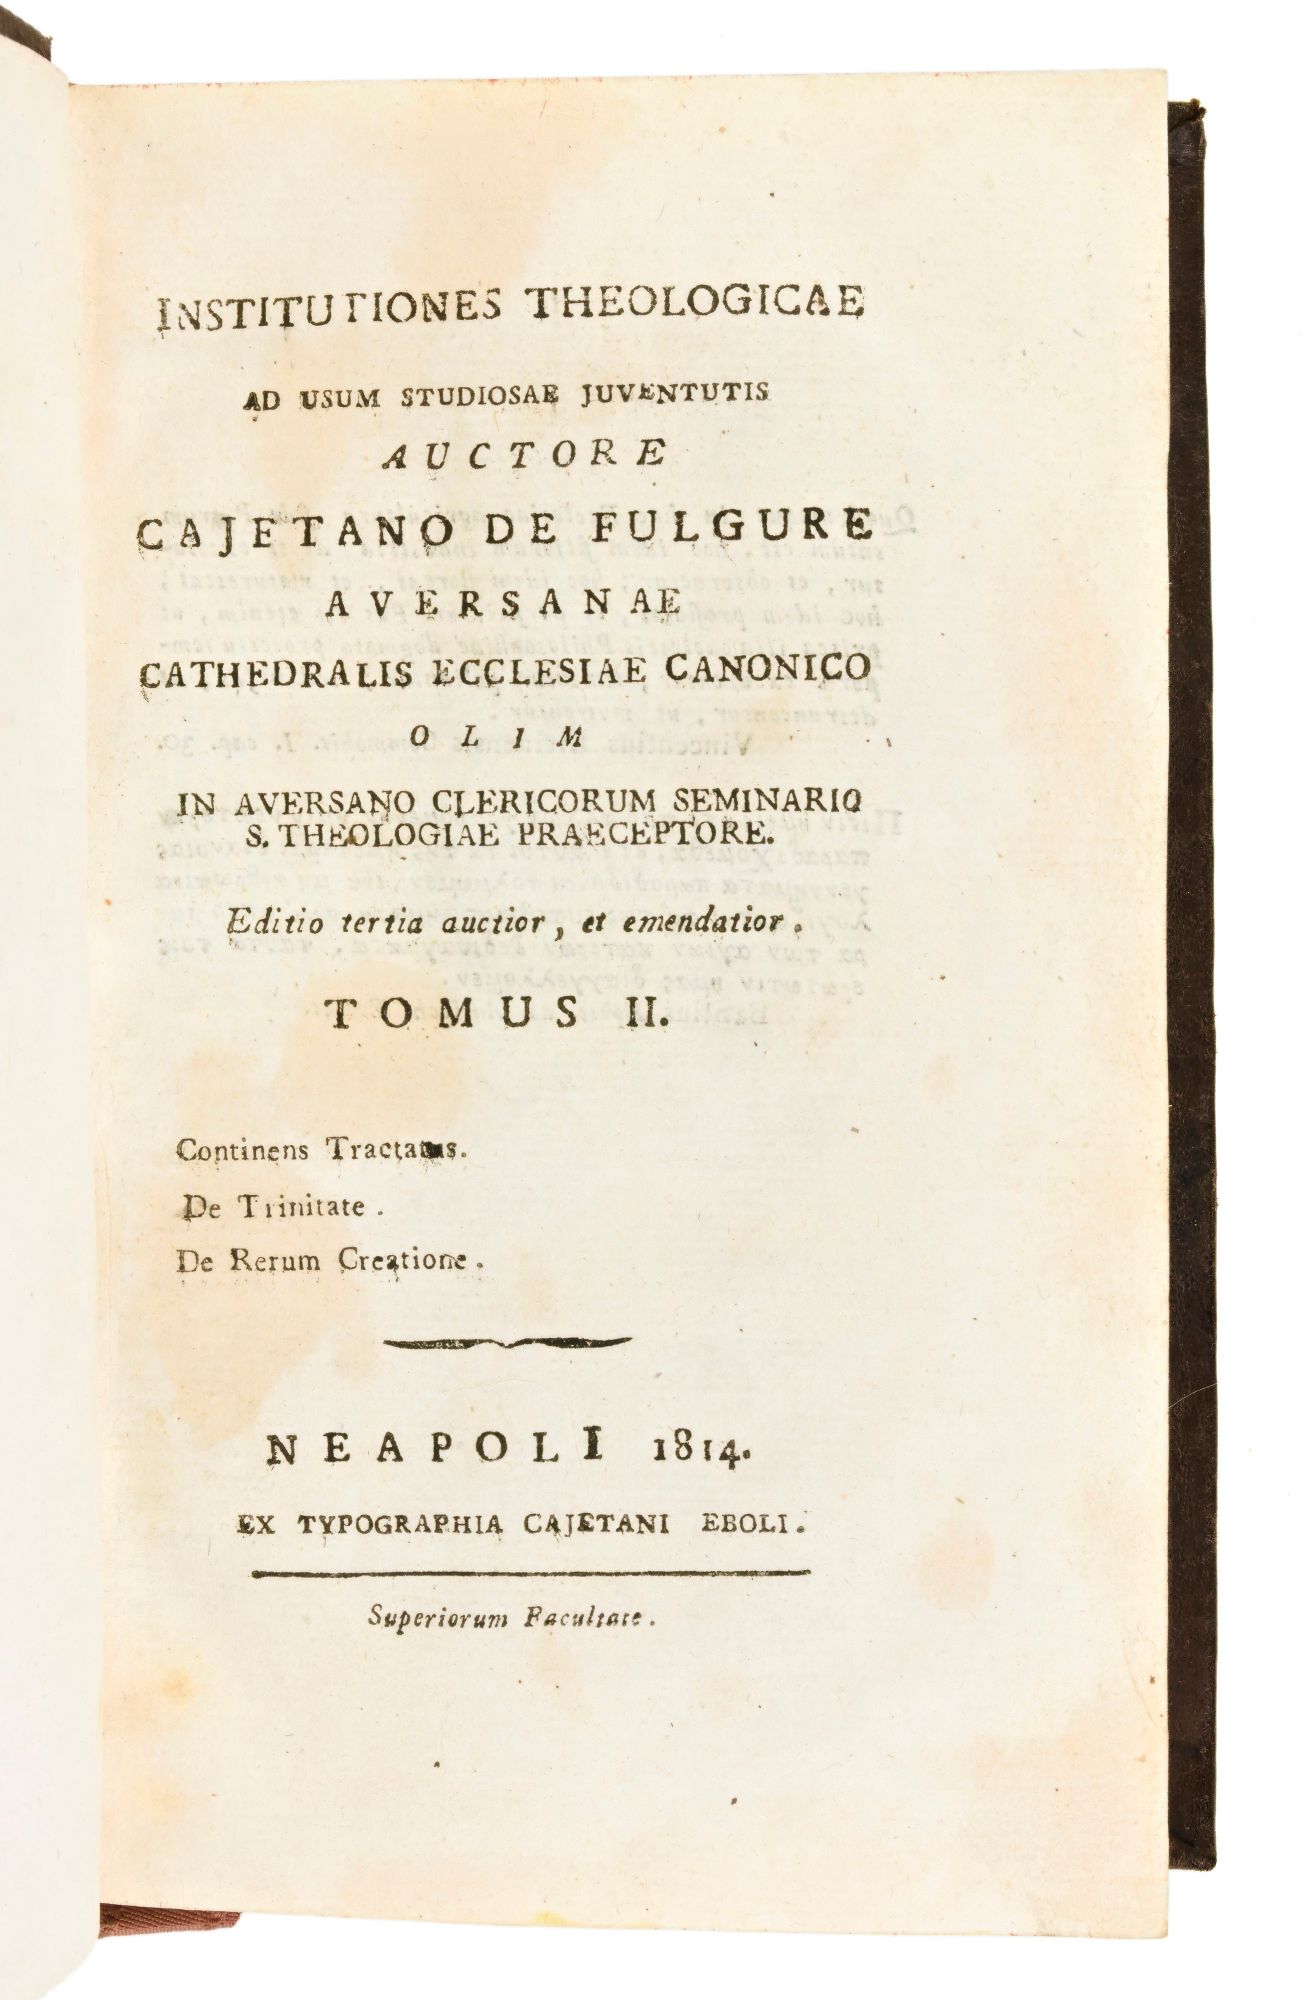 INSTITUTIONES THEOLOGICAE
AD USUM STUDIOSAE JUVENTUTIS
AUCTORE
CAJETANO DE FULGURE
AVERSANAE
CATHEDRALIS ECCLESIAE CANONICO
OLIM
IN AVERSANO CLERICORUM SEMINARIO
S. THEOLOGIAE PRAECEPTORE.
Editio tertia auctior, et emendatior.
TOMUS II.
Continens Tractatus.
De Trinitate.
De Rerum Creatione.
NEAPOLI 1814.
EX TYPOGRAPHIA CAJETANI EBOLI.
Superiorum Facultate.